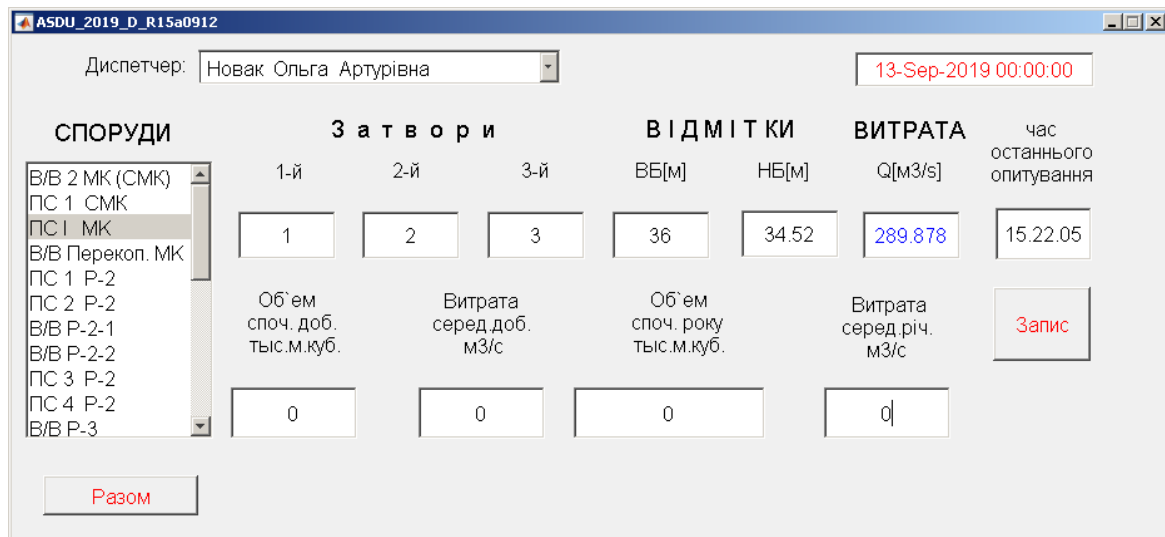 ASDU_2019_D_R15a0912
Диспетчер: Новак Ольга Артурівна
13-Sep-2019 00:00:00
СПОРУДИ
З а т в о р и
В І Д М І Т КИ
ВИТРАТА
час
останнього
опитування
1-й 2-й 3-й ВБ[м] НБ[м] Q[м3/s]
В/В 2 МК (СМК)
ПС 1 СМК
ПС І МК
В/В Перекоп. МК
ПС 1 Р-2
ПС 2 Р-2
В/В Р-2-1
В/В Р-2-2
ПС 3 Р-2
ПС 4 Р-2
В/В Р-3
1 2 3 36 34.52 289.878 15.22.05
Об`ем
споч. доб.
тыс.м.куб.
Витрата
серед.доб.
м3/с
Об`ем
споч. року
тыс.м.куб.
Витрата
серед.річ.
м3/с
Запис
0 0 0 0
Разом